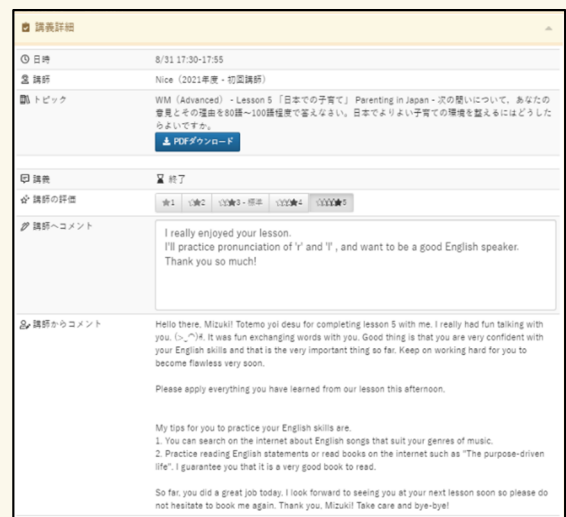 講義詳細
日時 8/31 17:30-17:55
講師 Nice（2021年度 - 初回講師）
トピック WM（Advanced） - Lesson 5 「日本での子育て」 Parenting in Japan - 次の問いについて、あなたの
意見とその理由を80語～100語程度で答えなさい。日本でよりよい子育ての環境を整えるにはどうした
らよいですか。
PDFダウンロード
講義 終了
講師の評価 ★1 ☆★2 ☆☆★3 - 標準 ☆☆☆★4 ☆☆☆☆★5
講師へコメント I really enjoyed your lesson.
I'll practice pronunciation of 'r' and 'l' , and want to be a good English speaker.
Thank you so much!
講師からコメント Hello there, Mizuki! Totemo yoi desu for completing lesson 5 with me. I really had fun talking with
you. It was fun exchanging words with you. Good thing is that you are very confident with
your English skills and that is the very important thing so far. Keep on working hard for you to
become flawless very soon.
Please apply everything you have learned from our lesson this afternoon.
My tips for you to practice your English skills are.
1. You can search on the internet about English songs that suit your genres of music.
2. Practice reading English statements or read books on the internet such as "The purpose-driven
life". I guarantee you that it is a very good book to read.
So far, you did a great job today. I look forward to seeing you at your next lesson soon so please do
not hesitate to book me again. Thank you, Mizuki! Take care and bye-bye!